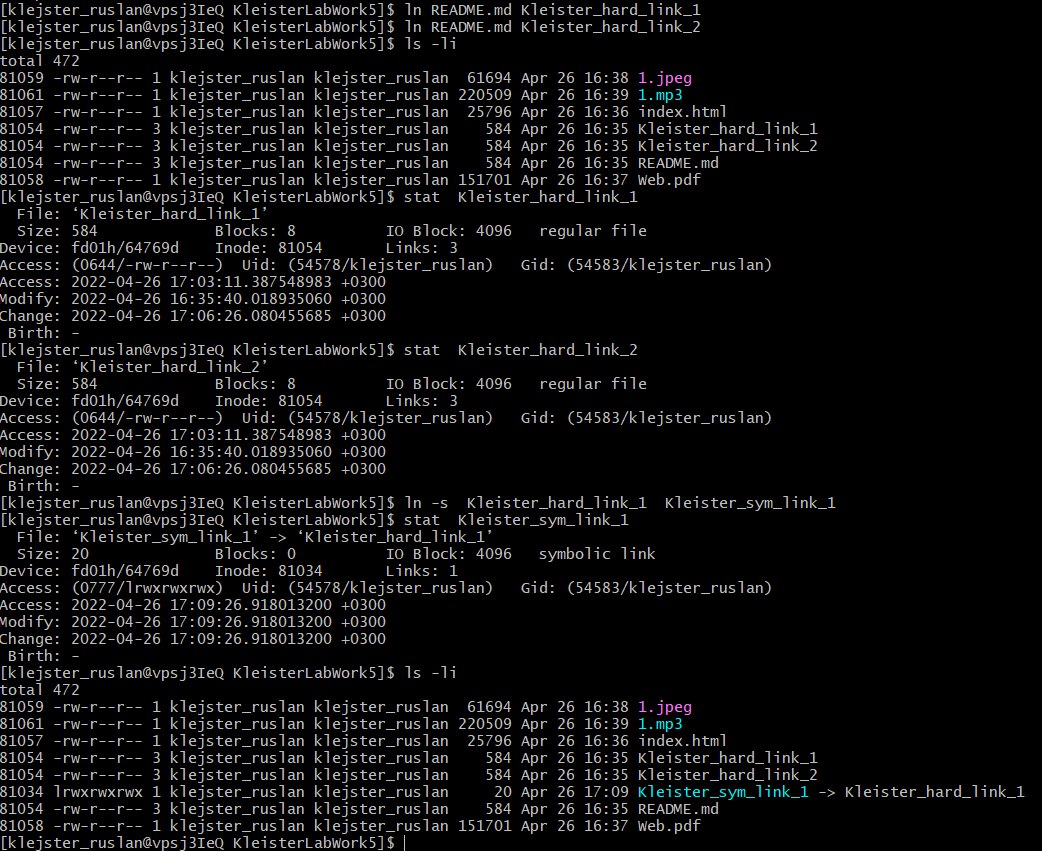 [klejster_ruslan@vpsj3IeQ KleisterLabWork5]$ ln README.md Kleister_hard_link_1
[klejster_ruslan@vpsj3IeQ KleisterLabWork5]$ ln README.md Kleister_hard_link_2
[klejster_ruslan@vpsj3IeQ KleisterLabWork5]$ ls -li
total 472
81059 -rw-r--r-- 1 klejster_ruslan klejster_ruslan  61694 Apr 26 16:38 1.jpeg
81061 -rw-r--r-- 1 klejster_ruslan klejster_ruslan 220509 Apr 26 16:39 1.mp3
81057 -rw-r--r-- 1 klejster_ruslan klejster_ruslan  25796 Apr 26 16:36 index.html
81054 -rw-r--r-- 3 klejster_ruslan klejster_ruslan    584 Apr 26 16:35 Kleister_hard_link_1
81054 -rw-r--r-- 3 klejster_ruslan klejster_ruslan    584 Apr 26 16:35 Kleister_hard_link_2
81054 -rw-r--r-- 3 klejster_ruslan klejster_ruslan    584 Apr 26 16:35 README.md
81058 -rw-r--r-- 1 klejster_ruslan klejster_ruslan 151701 Apr 26 16:37 Web.pdf
[klejster_ruslan@vpsj3IeQ KleisterLabWork5]$ stat  Kleister_hard_link_1
  File: ‘Kleister_hard_link_1’
  Size: 584             Blocks: 8          IO Block: 4096   regular file
Device: fd01h/64769d    Inode: 81054       Links: 3
Access: (0644/-rw-r--r--)  Uid: (54578/klejster_ruslan)   Gid: (54583/klejster_ruslan)
Access: 2022-04-26 17:03:11.387548983 +0300
Modify: 2022-04-26 16:35:40.018935060 +0300
Change: 2022-04-26 17:06:26.080455685 +0300
 Birth: -
[klejster_ruslan@vpsj3IeQ KleisterLabWork5]$ stat  Kleister_hard_link_2
  File: ‘Kleister_hard_link_2’
  Size: 584             Blocks: 8          IO Block: 4096   regular file
Device: fd01h/64769d    Inode: 81054       Links: 3
Access: (0644/-rw-r--r--)  Uid: (54578/klejster_ruslan)   Gid: (54583/klejster_ruslan)
Access: 2022-04-26 17:03:11.387548983 +0300
Modify: 2022-04-26 16:35:40.018935060 +0300
Change: 2022-04-26 17:06:26.080455685 +0300
 Birth: -
[klejster_ruslan@vpsj3IeQ KleisterLabWork5]$ ln -s  Kleister_hard_link_1  Kleister_sym_link_1
[klejster_ruslan@vpsj3IeQ KleisterLabWork5]$ stat  Kleister_sym_link_1
  File: ‘Kleister_sym_link_1’ -> ‘Kleister_hard_link_1’
  Size: 20              Blocks: 0          IO Block: 4096   symbolic link
Device: fd01h/64769d    Inode: 81034       Links: 1
Access: (0777/lrwxrwxrwx)  Uid: (54578/klejster_ruslan)   Gid: (54583/klejster_ruslan)
Access: 2022-04-26 17:09:26.918013200 +0300
Modify: 2022-04-26 17:09:26.918013200 +0300
Change: 2022-04-26 17:09:26.918013200 +0300
 Birth: -
[klejster_ruslan@vpsj3IeQ KleisterLabWork5]$ ls -li
total 472
81059 -rw-r--r-- 1 klejster_ruslan klejster_ruslan  61694 Apr 26 16:38 1.jpeg
81061 -rw-r--r-- 1 klejster_ruslan klejster_ruslan 220509 Apr 26 16:39 1.mp3
81057 -rw-r--r-- 1 klejster_ruslan klejster_ruslan  25796 Apr 26 16:36 index.html
81054 -rw-r--r-- 3 klejster_ruslan klejster_ruslan    584 Apr 26 16:35 Kleister_hard_link_1
81054 -rw-r--r-- 3 klejster_ruslan klejster_ruslan    584 Apr 26 16:35 Kleister_hard_link_2
81034 lrwxrwxrwx 1 klejster_ruslan klejster_ruslan     20 Apr 26 17:09 Kleister_sym_link_1 -> Kleister_hard_link_1
81054 -rw-r--r-- 3 klejster_ruslan klejster_ruslan    584 Apr 26 16:35 README.md
81058 -rw-r--r-- 1 klejster_ruslan klejster_ruslan 151701 Apr 26 16:37 Web.pdf
[klejster_ruslan@vpsj3IeQ KleisterLabWork5]$